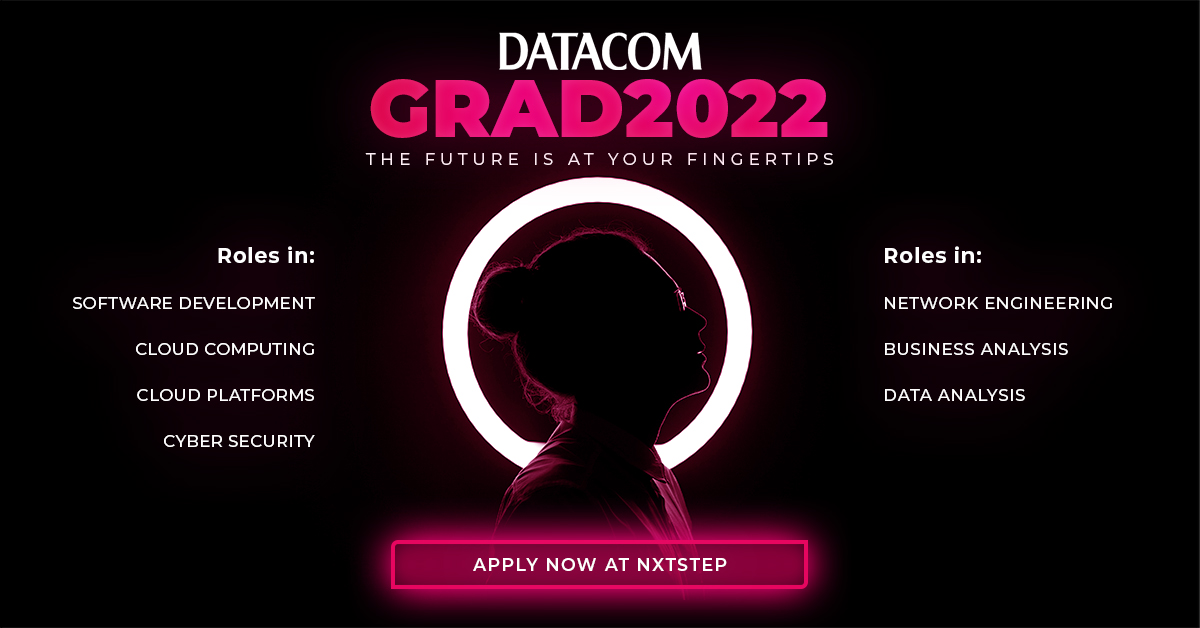 DATACOM
GRAD2022
THE FUTURE IS AT YOUR FINGERTIPS
Roles in:
SOFTWARE DEVELOPMENT
CLOUD COMPUTING
CLOUD PLATFORMS
CYBER SECURITY
Roles in:
NETWORK ENGINEERING
BUSINESS ANALYSIS
DATA ANALYSIS
APPLY NOW AT NXTSTEP